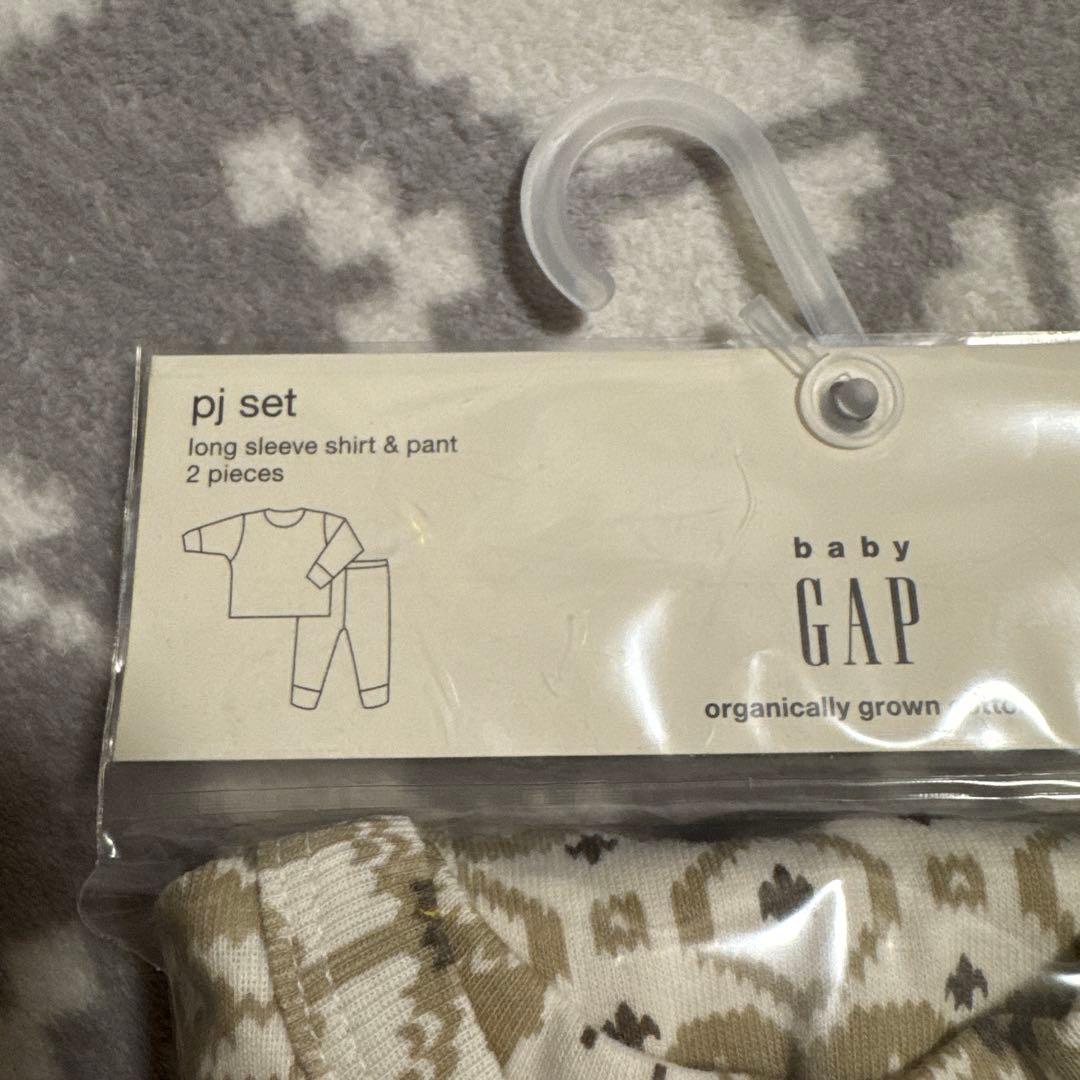 pj set
long sleeve shirt & pant
2 pieces
baby
GAP
organically grown